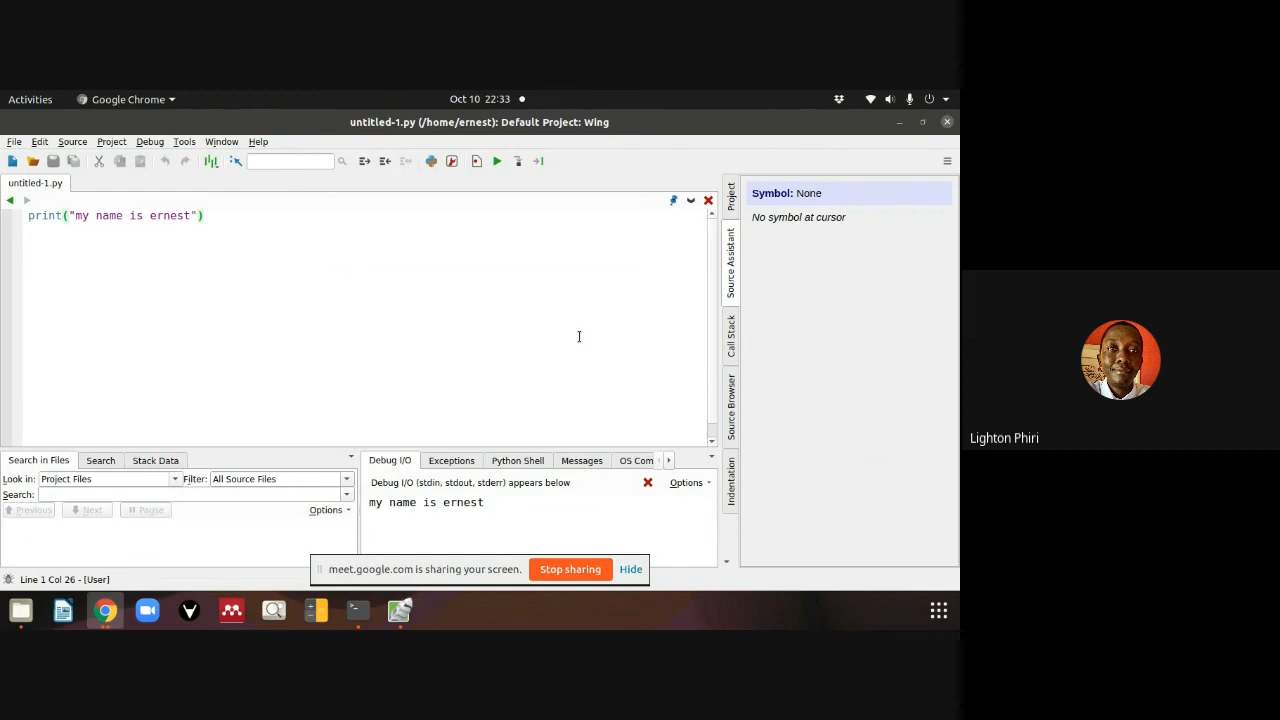 Activities Google Chrome Oct 10 22:33
untitled-1.py (/home/ernest): Default Project: Wing
File Edit Source Project Debug Tools Window Help
untitled-1.py
print("my name is ernest")
Project
Source Assistant
Call Stack
Source Browser
Indentation
Symbol: None
No symbol at cursor
Search in Files Search Stack Data
Look in: Project Files Filter: All Source Files
Search:
Previous Next Pause Options
Debug I/O Exceptions Python Shell Messages OS Com
Debug I/O (stdin, stdout, stderr) appears below Options
my name is ernest
meet.google.com is sharing your screen. Stop sharing Hide
Line 1 Col 26 - [User]
Lighton Phiri